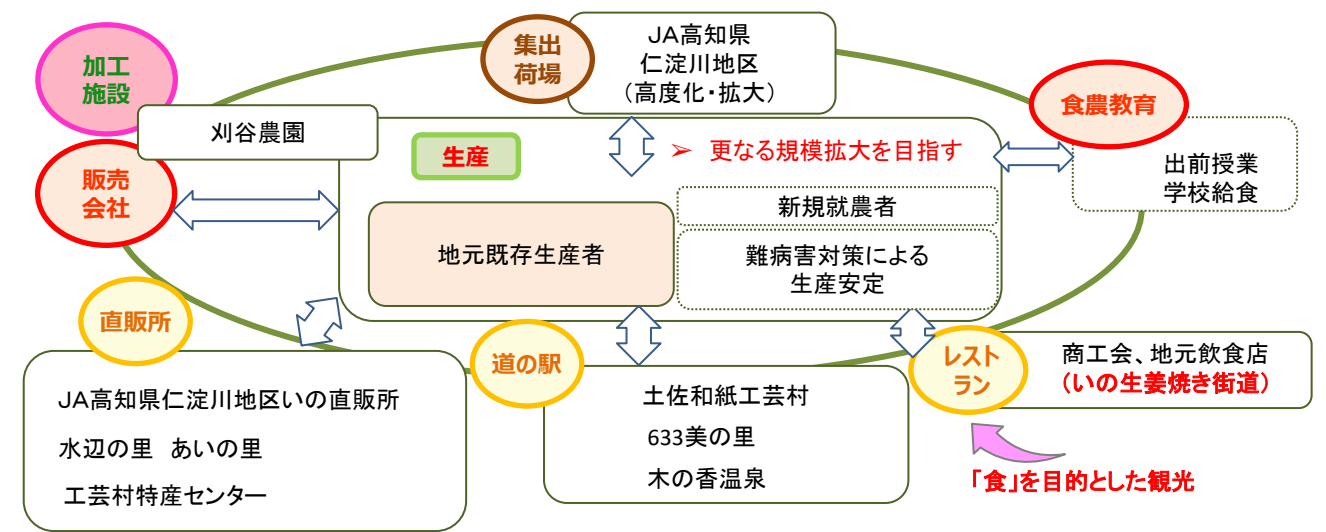 加工
施設
集出
荷場
JA高知県
仁淀川地区
（高度化・拡大）
食農教育
刈谷農園
生産
➢ 更なる規模拡大を目指す
出前授業
学校給食
販売
会社
新規就農者
地元既存生産者
難病害対策による
生産安定
直販所
JA高知県仁淀川地区いの直販所
水辺の里　あいの里
工芸村特産センター
道の駅
土佐和紙工芸村
633美の里
木の香温泉
レスト
ラン
商工会、地元飲食店
（いの生姜焼き街道）
「食」を目的とした観光